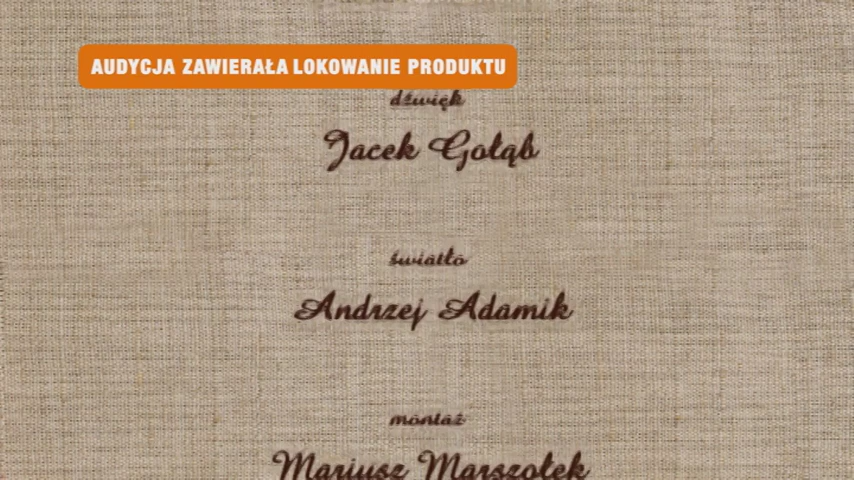 AUDYCJA ZAWIERAŁA LOKOWANIE PRODUKTU
dźwięk
Jacek Gołąb
światło
Andrzej Adamik
montaż
Mariusz Marszołek